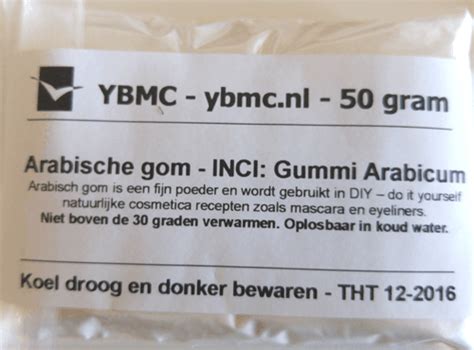 YBMC - ybmc.nl - 50 gram
Arabische gom - INCI: Gummi Arabicum
Arabisch gom is een fijn poeder en wordt gebruikt in DIY – do it yourself
natuurlijke cosmetica recepten zoals mascara en eyeliners.
Niet boven de 30 graden verwarmen. Oplosbaar in koud water.
Koel droog en donker bewaren - THT 12-2016